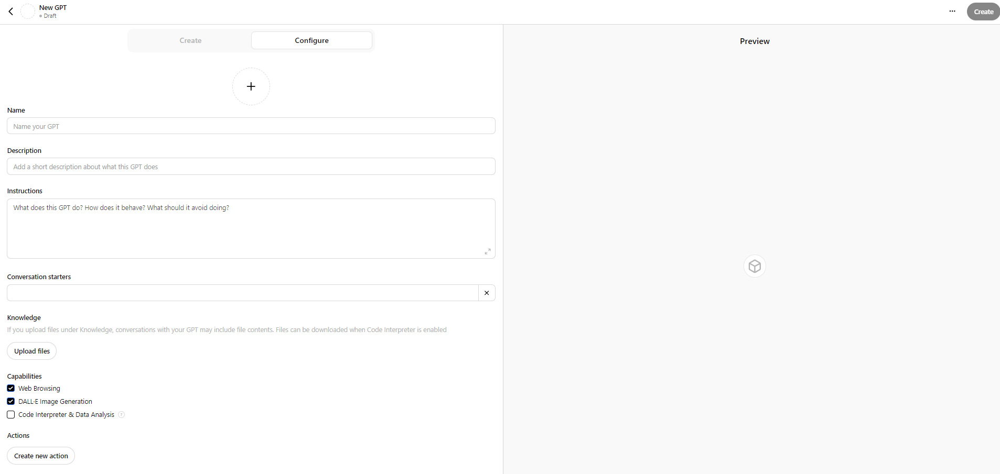 New GPT
Draft
...
Create
Create
Configure
Preview
Name
Name your GPT
Description
Add a short description about what this GPT does
Instructions
What does this GPT do? How does it behave? What should it avoid doing?
Conversation starters
Knowledge
If you upload files under Knowledge, conversations with your GPT may include file contents. Files can be downloaded when Code Interpreter is enabled
Upload files
Capabilities
Web Browsing
DALL·E Image Generation
Code Interpreter & Data Analysis ?
Actions
Create new action